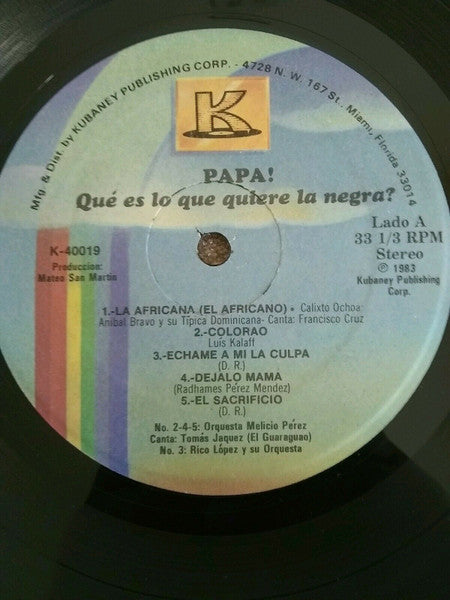 Mfg. & Dist. by KUBANEY PUBLISHING CORP. - 4728 N. W. 167 St., Miami, Florida 33014
K
PAPA!
Qué es lo que quiere la negra?
Lado A
33 1/3 RPM
Stereo
℗ 1983
Kubaney Publishing
Corp.
K-40019
Produccion:
Mateo San Martin
1.-LA AFRICANA (EL AFRICANO) - Calixto Ochoa-
Anibal Bravo y su Típica Dominicana- Canta: Francisco Cruz
2.-COLORAO
Luis Kalaff
3.-ECHAME A MI LA CULPA
(D. R.)
4.-DEJALO MAMA
(Radhames Perez Mendez)
5.-EL SACRIFICIO
(D. R.)
No. 2-4-5: Orquesta Melicio Pérez
Canta: Tomás Jaquez (El Guaraguao)
No. 3: Rico López y su Orquesta